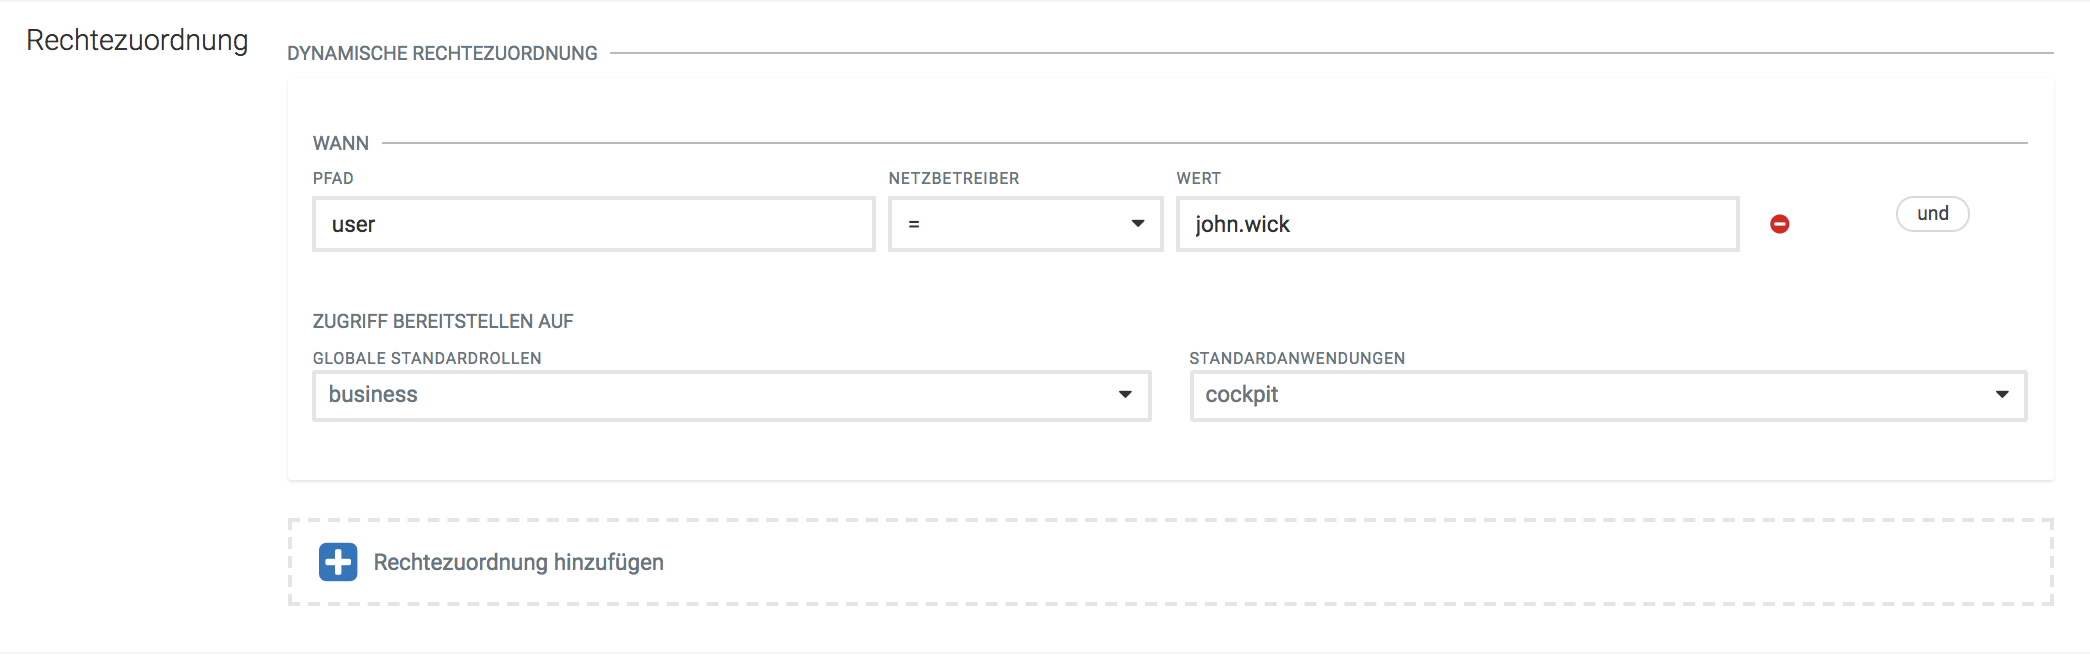 Rechtezuordnung
DYNAMISCHE RECHTEZUORDNUNG
WANN
PFAD NETZBETREIBER WERT
user = john.wick und
ZUGRIFF BEREITSTELLEN AUF
GLOBALE STANDARDROLLEN STANDARDANWENDUNGEN
business cockpit
Rechtezuordnung hinzufügen